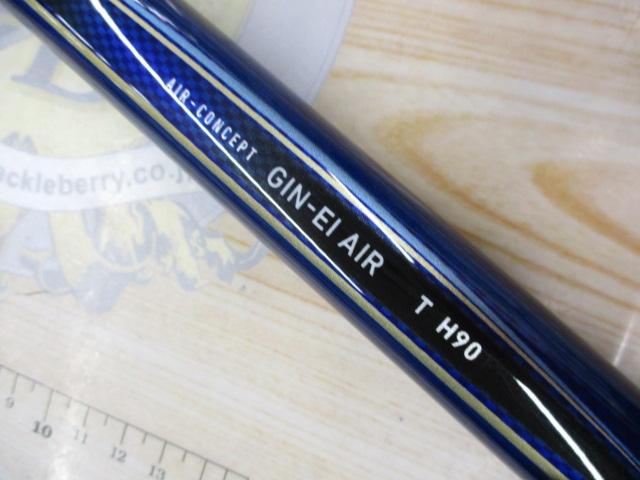 AIR-CONCEPT
GIN-EI AIR
T H90
ackleberry.co.j
9 10 11 12 13